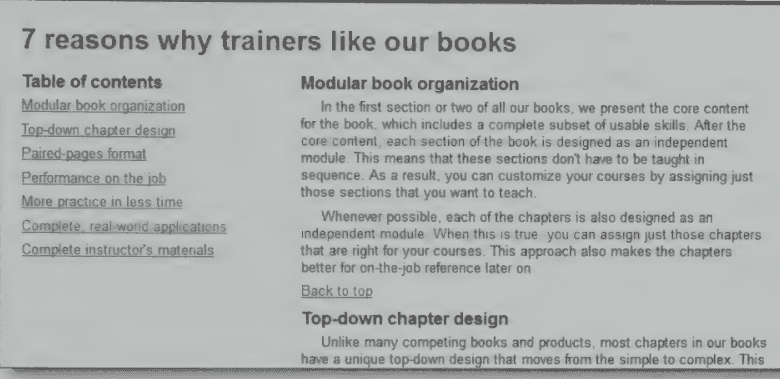 7 reasons why trainers like our books
Table of contents
Modular book organization
Top-down chapter design
Paired-pages format
Performance on the job
More practice in less time
Complete, real world applications
Complete instructor's materials
Modular book organization
In the first section or two of all our books, we present the core content
for the book, which includes a complete subset of usable skills. After the
core content, each section of the book is designed as an independent
module. This means that these sections don't have to be taught in
sequence. As a result, you can customize your courses by assigning just
those sections that you want to teach.
Whenever possible, each of the chapters is also designed as an
independent module. When this is true you can assign just those chapters
that are right for your courses. This approach also makes the chapters
better for on-the-job reference later on
Back to top
Top-down chapter design
Unlike many competing books and products, most chapters in our books
have a unique top-down design that moves from the simple to complex. This